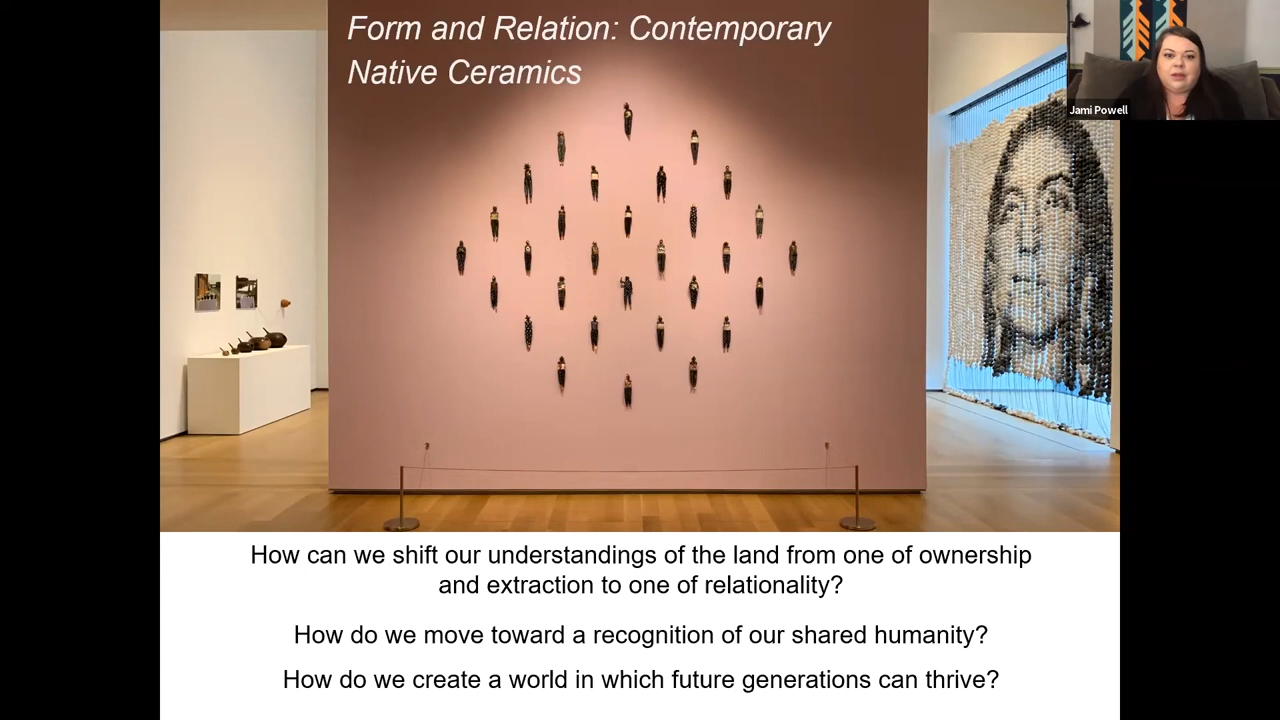 Form and Relation: Contemporary
Native Ceramics
Jami Powell
How can we shift our understandings of the land from one of ownership
and extraction to one of relationality?
How do we move toward a recognition of our shared humanity?
How do we create a world in which future generations can thrive?